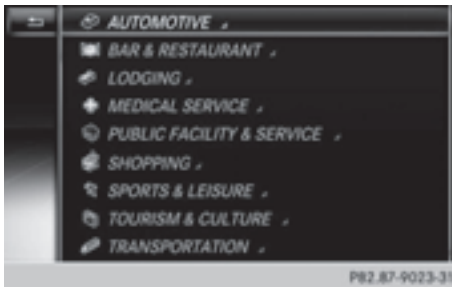 AUTOMOTIVE
BAR & RESTAURANT
LODGING
MEDICAL SERVICE
PUBLIC FACILITY & SERVICE
SHOPPING
SPORTS & LEISURE
TOURISM & CULTURE
TRANSPORTATION
P82.87-9023-31